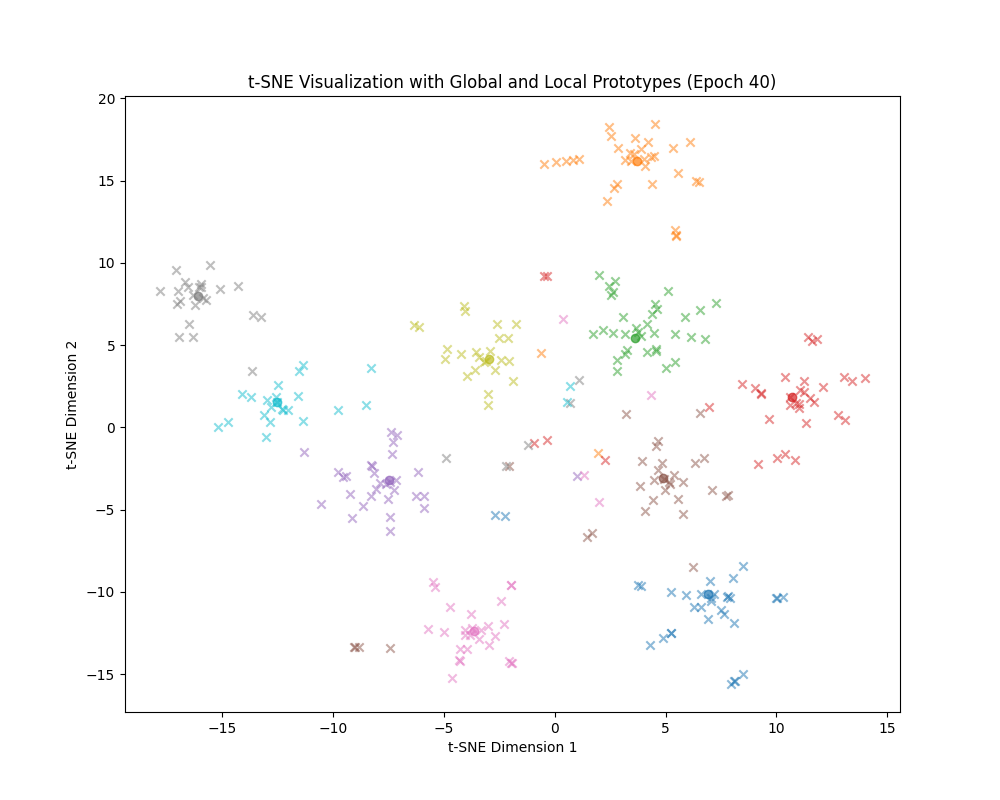 t-SNE Visualization with Global and Local Prototypes (Epoch 40)
20
15
10
5
0
−5
−10
−15
t-SNE Dimension 2
−15 −10 −5 0 5 10 15
t-SNE Dimension 1